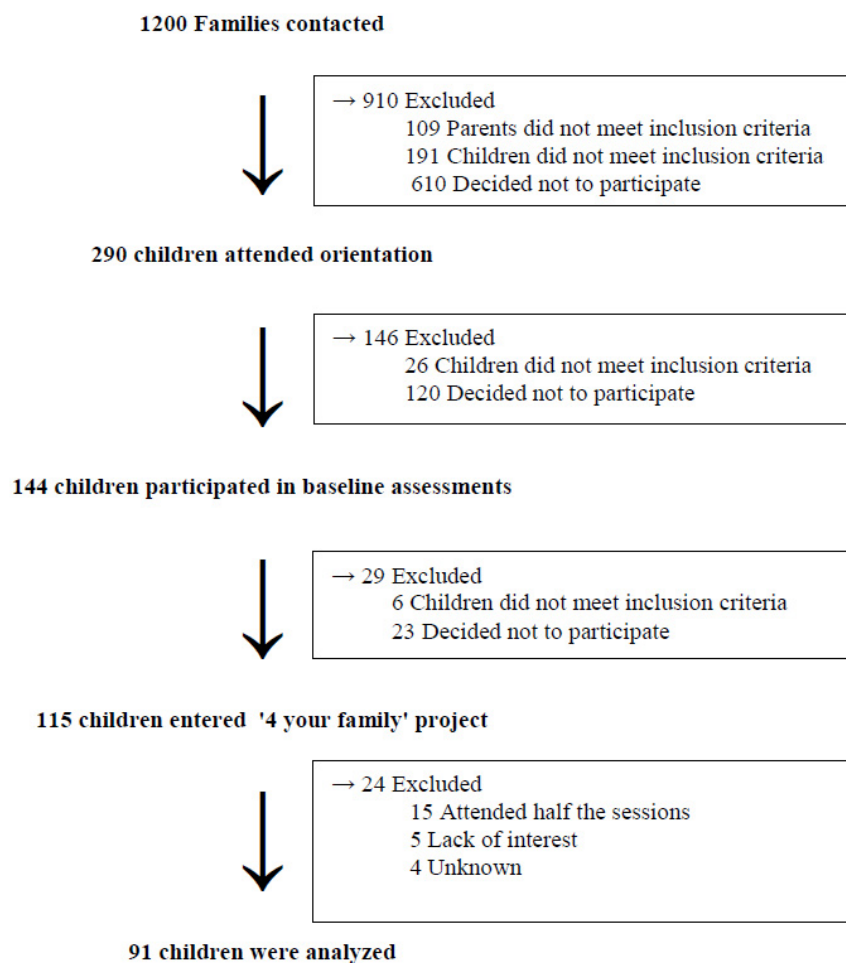 1200 Families contacted
→ 910 Excluded
109 Parents did not meet inclusion criteria
191 Children did not meet inclusion criteria
610 Decided not to participate
290 children attended orientation
→ 146 Excluded
26 Children did not meet inclusion criteria
120 Decided not to participate
144 children participated in baseline assessments
→ 29 Excluded
6 Children did not meet inclusion criteria
23 Decided not to participate
115 children entered '4 your family' project
→ 24 Excluded
15 Attended half the sessions
5 Lack of interest
4 Unknown
91 children were analyzed